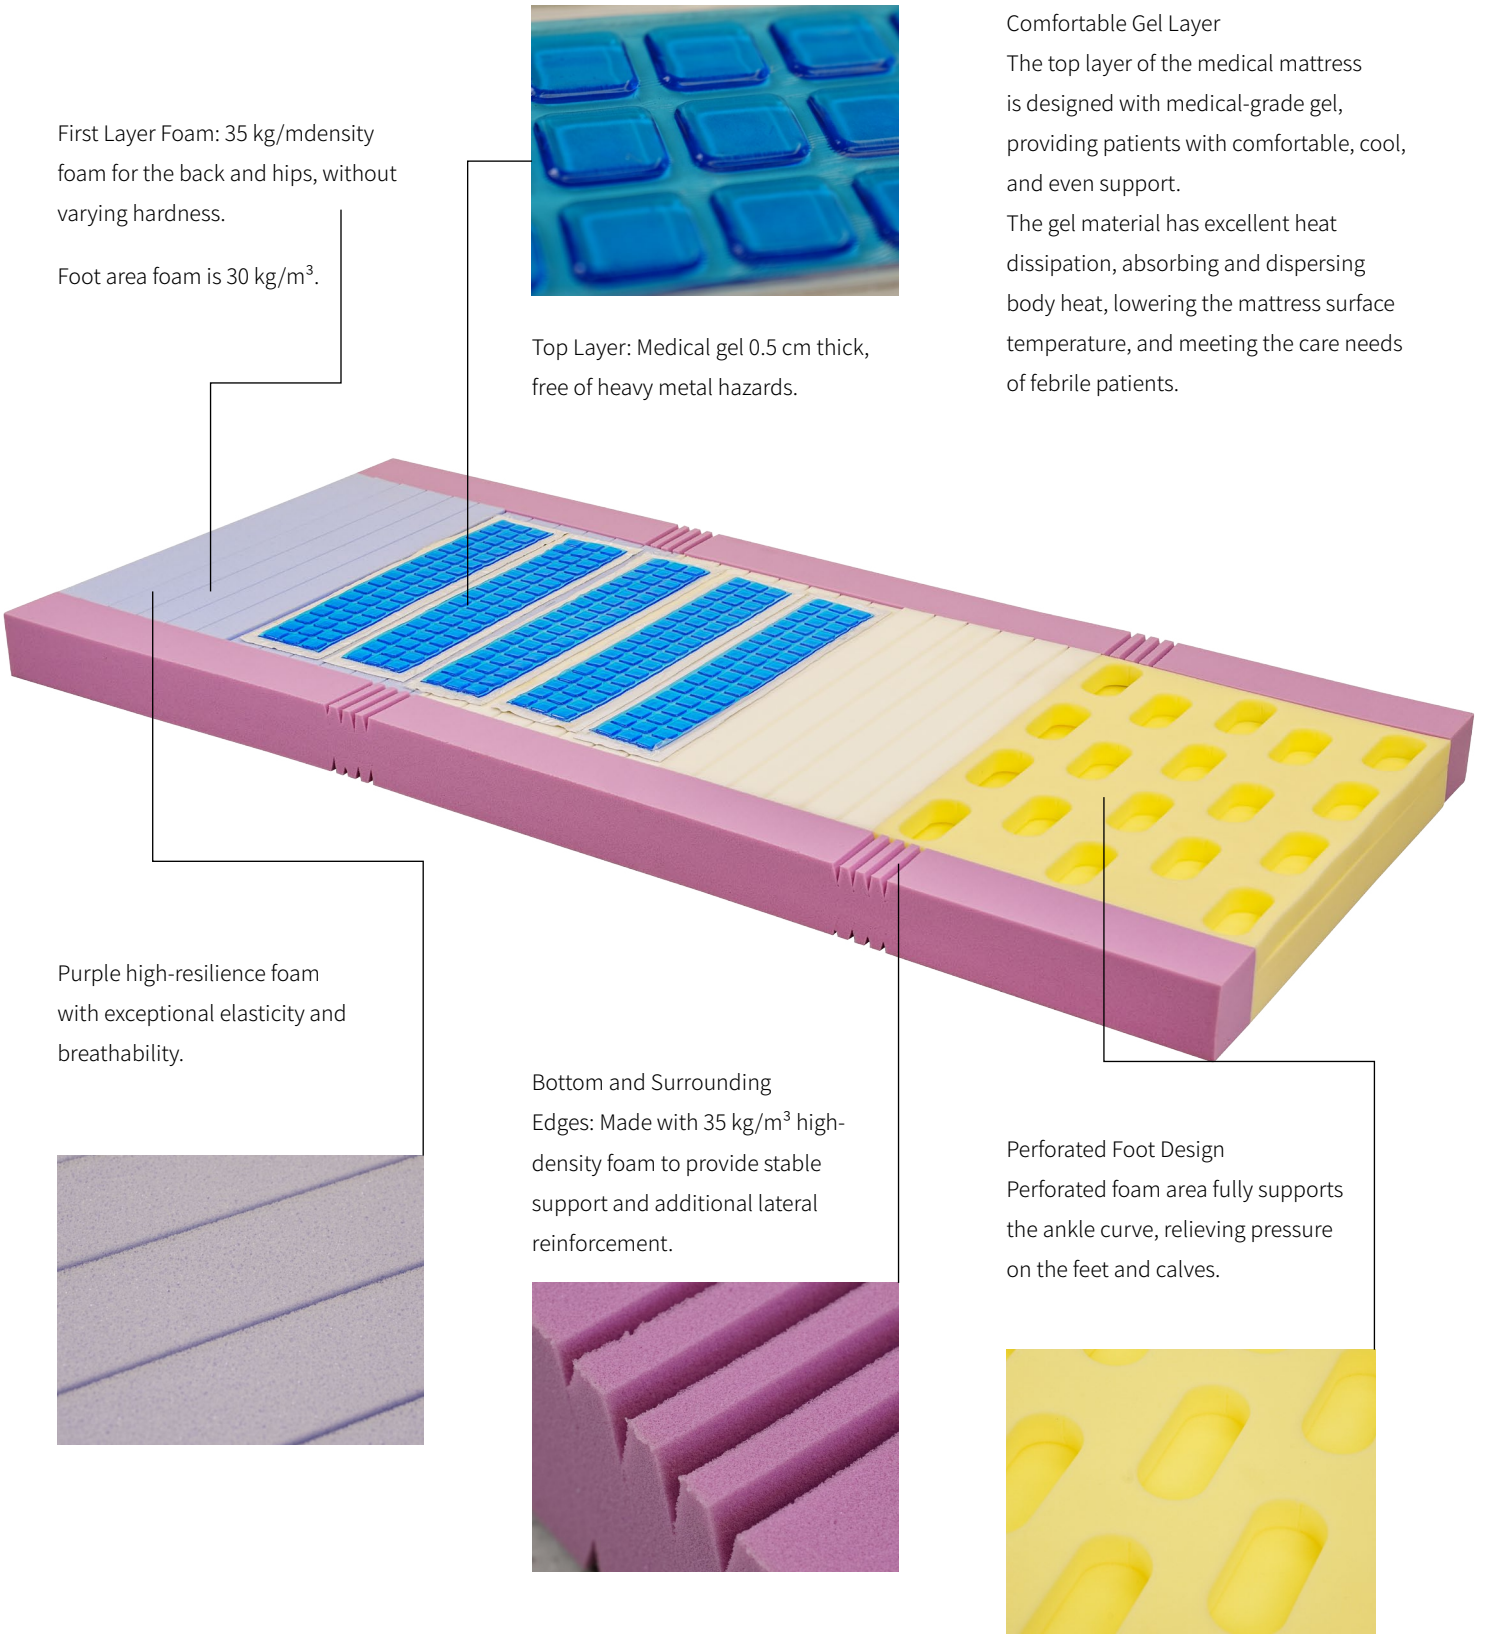 First Layer Foam: 35 kg/mdensity
foam for the back and hips, without
varying hardness.
Foot area foam is 30 kg/m³.
Top Layer: Medical gel 0.5 cm thick,
free of heavy metal hazards.
Comfortable Gel Layer
The top layer of the medical mattress
is designed with medical-grade gel,
providing patients with comfortable, cool,
and even support.
The gel material has excellent heat
dissipation, absorbing and dispersing
body heat, lowering the mattress surface
temperature, and meeting the care needs
of febrile patients.
Purple high-resilience foam
with exceptional elasticity and
breathability.
Bottom and Surrounding
Edges: Made with 35 kg/m³ high-
density foam to provide stable
support and additional lateral
reinforcement.
Perforated Foot Design
Perforated foam area fully supports
the ankle curve, relieving pressure
on the feet and calves.